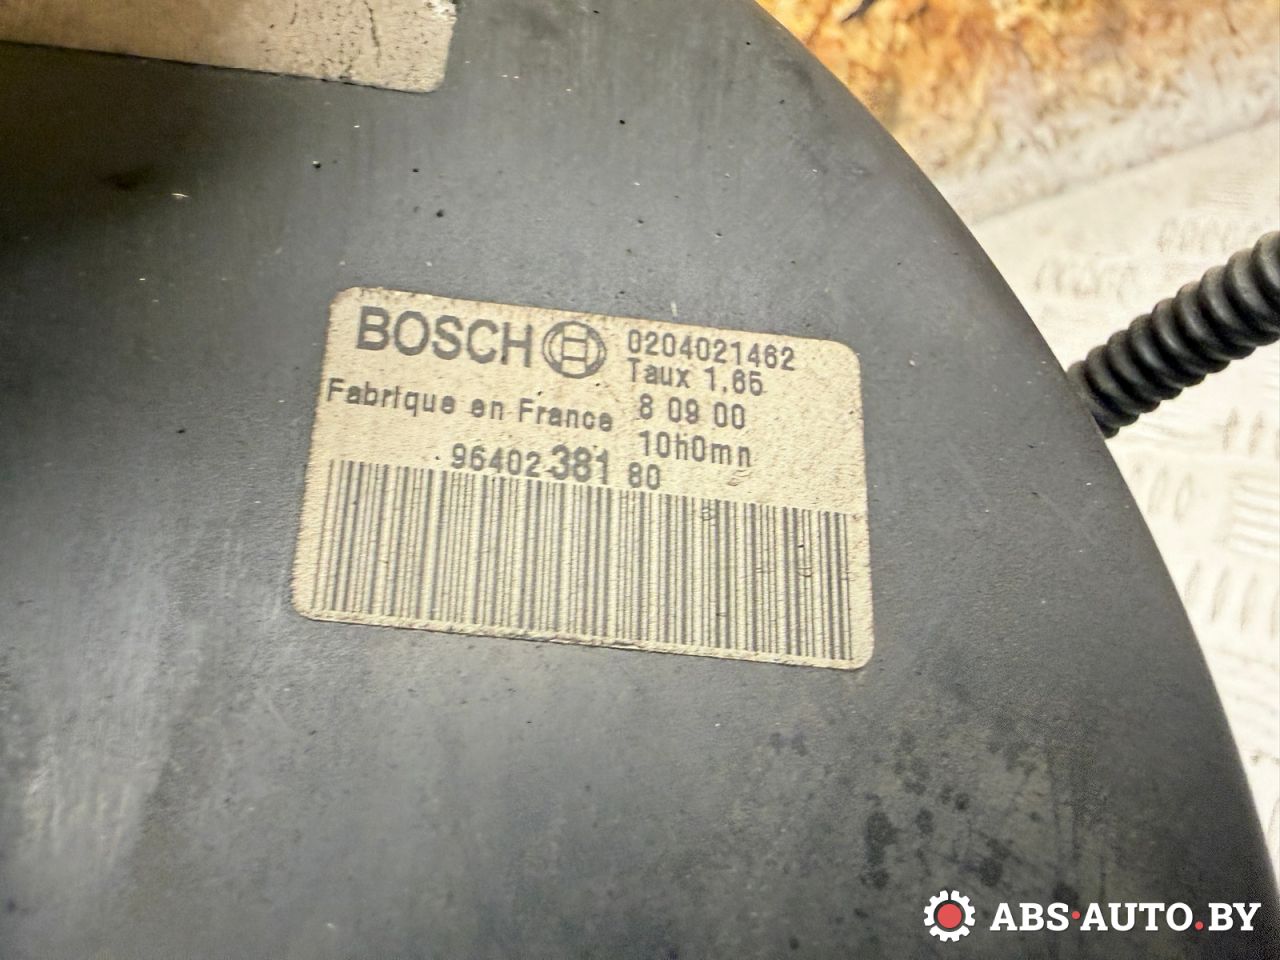 BOSCH 0204021462
Taux 1,65
Fabrique en France 8 09 00
10h0mn
96402 381 80
ABS-AUTO.BY